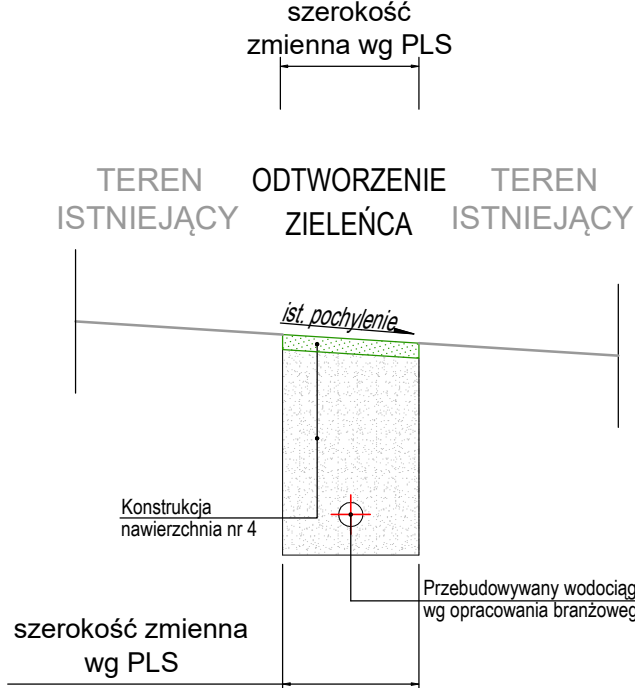 szerokość
zmienna wg PLS
TEREN
ISTNIEJĄCY
ODTWORZENIE
ZIELEŃCA
TEREN
ISTNIEJĄCY
ist. pochylenie
Konstrukcja
nawierzchnia nr 4
Przebudowywany wodociąg
wg opracowania branżoweg
szerokość zmienna
wg PLS